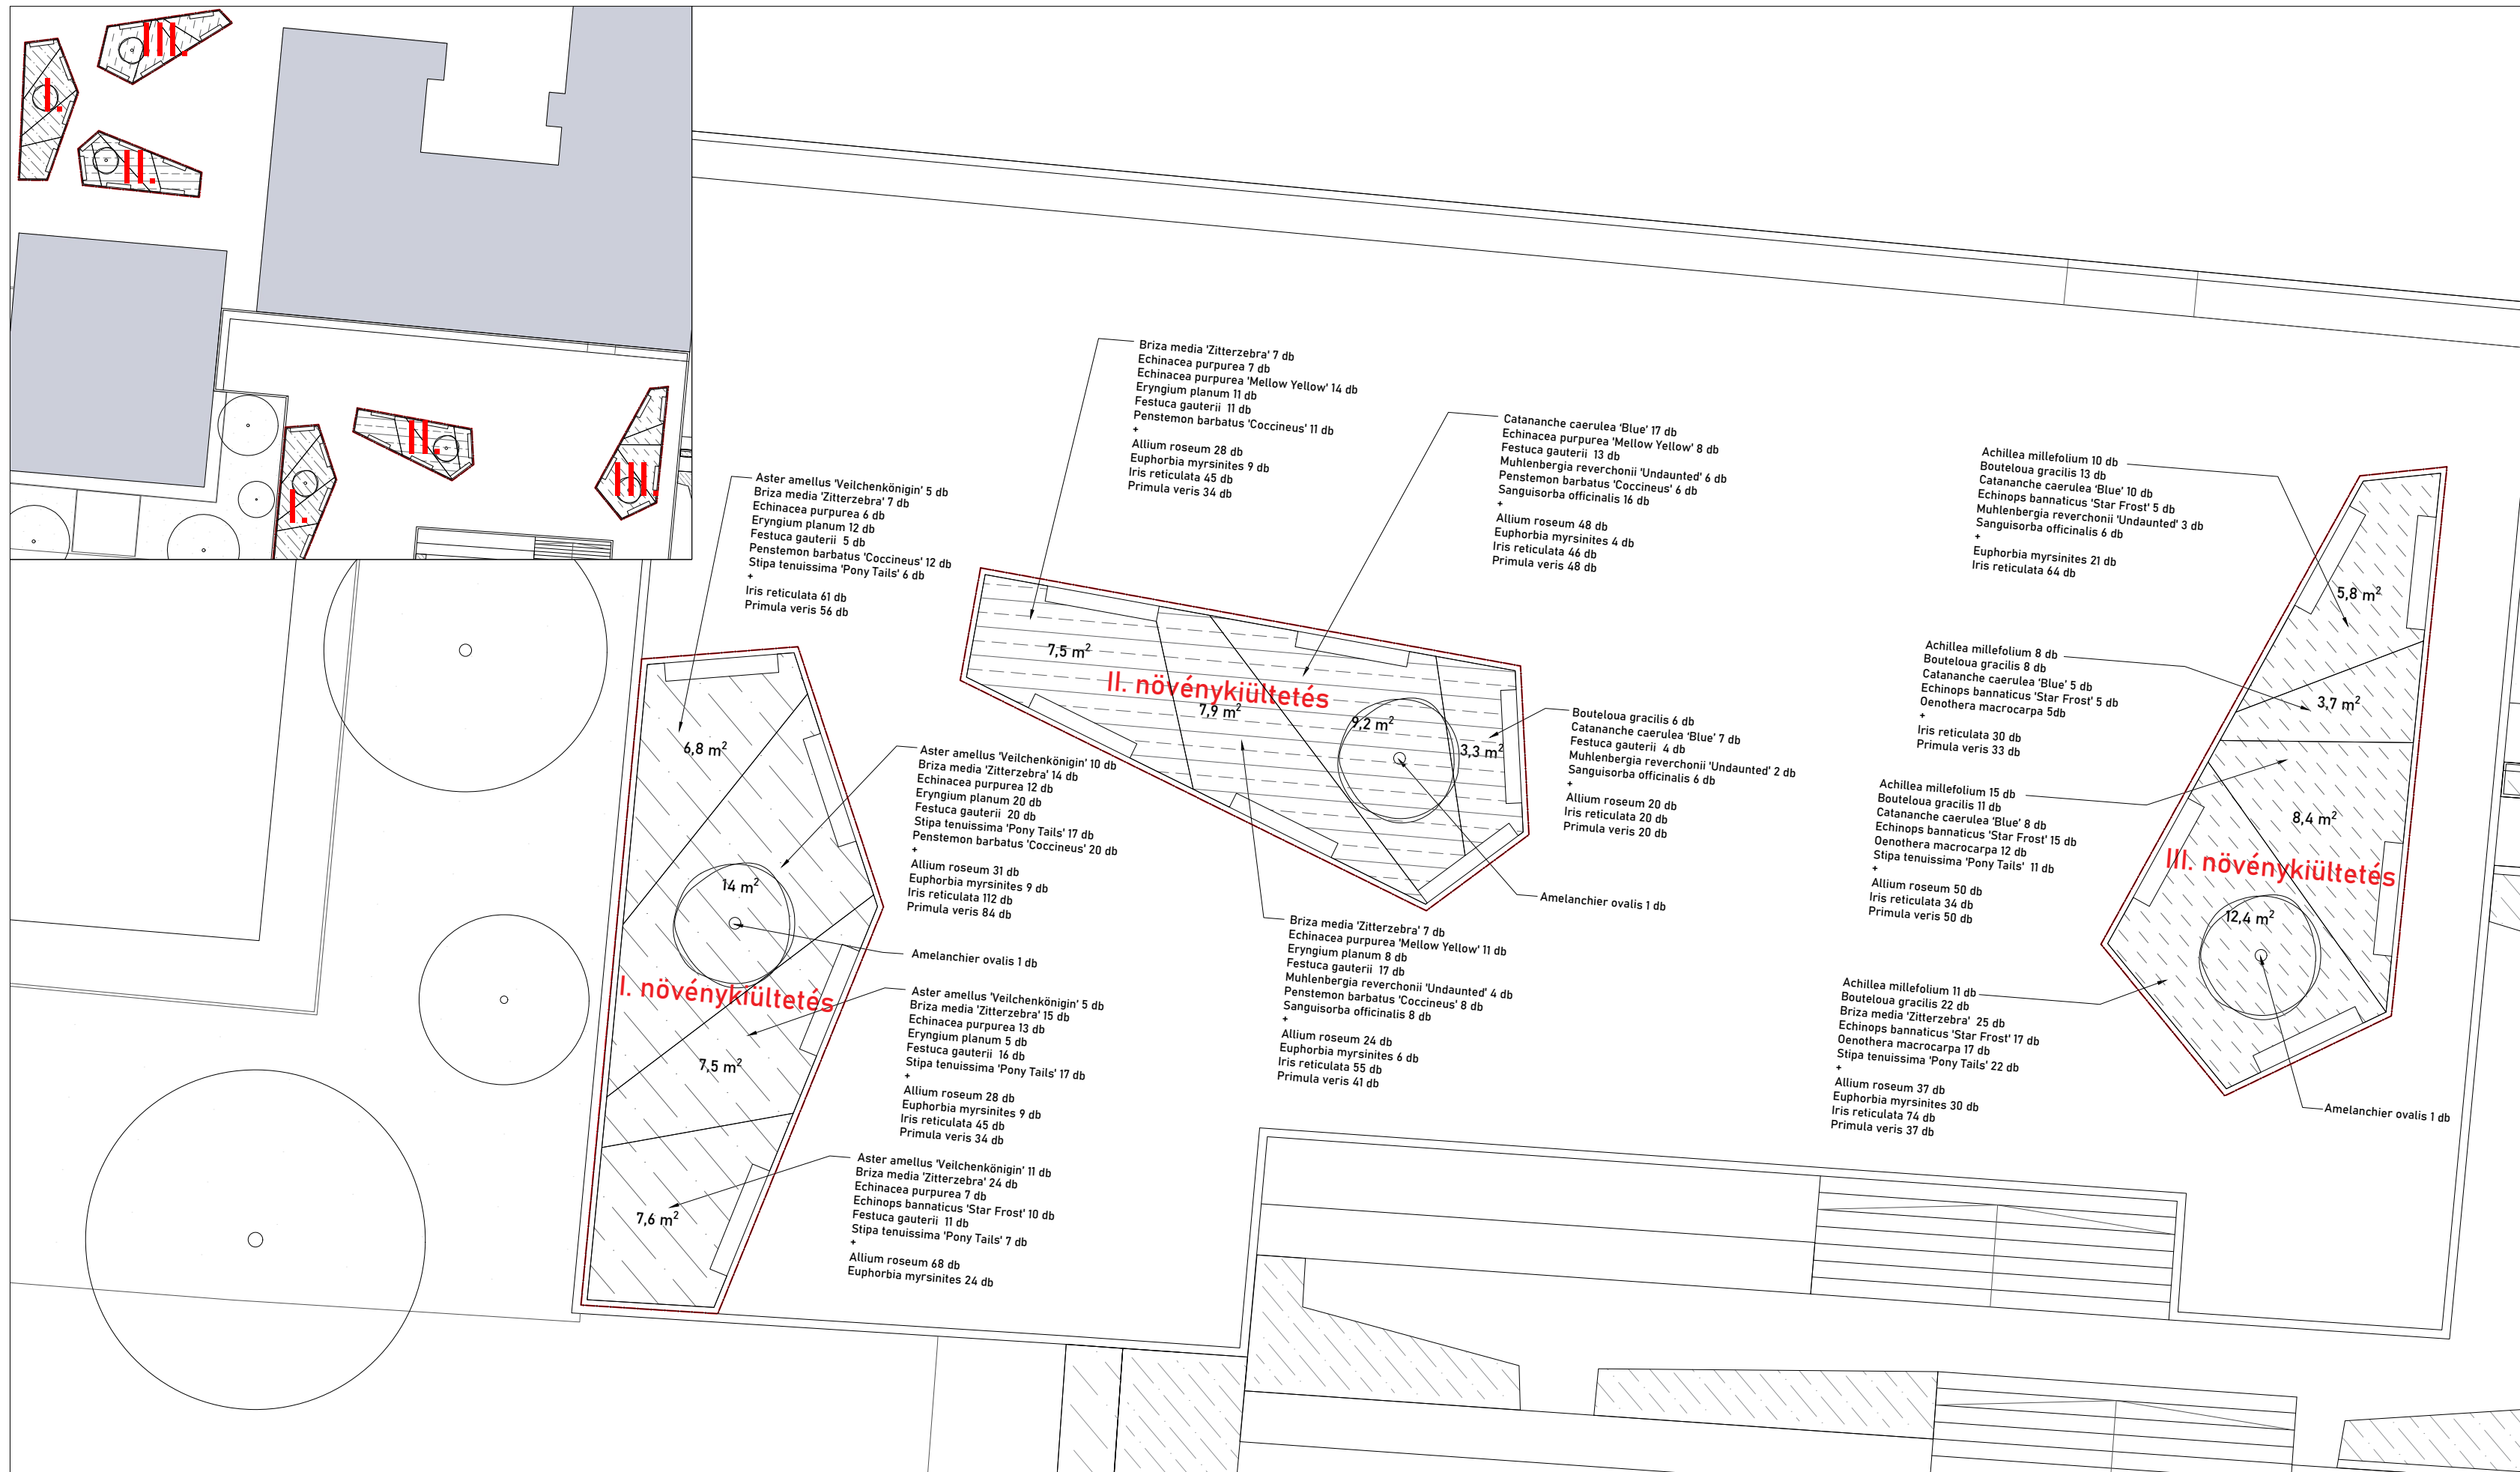 III.
I.
II.
II.
III.
I.
Briza media 'Zitterzebra' 7 db
Echinacea purpurea 7 db
Echinacea purpurea 'Mellow Yellow' 14 db
Eryngium planum 11 db
Festuca gauterii 11 db
Penstemon barbatus 'Coccineus' 11 db
+
Allium roseum 28 db
Euphorbia myrsinites 9 db
Iris reticulata 45 db
Primula veris 34 db
Catananche caerulea 'Blue' 17 db
Echinacea purpurea 'Mellow Yellow' 8 db
Festuca gauterii 13 db
Muhlenbergia reverchonii 'Undaunted' 6 db
Penstemon barbatus 'Coccineus' 6 db
Sanguisorba officinalis 16 db
+
Allium roseum 48 db
Euphorbia myrsinites 4 db
Iris reticulata 46 db
Primula veris 48 db
Achillea millefolium 10 db
Bouteloua gracilis 13 db
Catananche caerulea 'Blue' 10 db
Echinops bannaticus 'Star Frost' 5 db
Muhlenbergia reverchonii 'Undaunted' 3 db
Sanguisorba officinalis 6 db
+
Euphorbia myrsinites 21 db
Iris reticulata 64 db
Aster amellus 'Veilchenkönigin' 5 db
Briza media 'Zitterzebra' 7 db
Echinacea purpurea 6 db
Eryngium planum 12 db
Festuca gauterii 5 db
Penstemon barbatus 'Coccineus' 12 db
Stipa tenuissima 'Pony Tails' 6 db
+
Iris reticulata 61 db
Primula veris 56 db
5,8 m²
7,5 m²
II. növénykiültetés
7,9 m²
9,2 m²
3,3 m²
Achillea millefolium 8 db
Bouteloua gracilis 8 db
Catananche caerulea 'Blue' 5 db
Echinops bannaticus 'Star Frost' 5 db
Oenothera macrocarpa 5db
+
Iris reticulata 30 db
Primula veris 33 db
3,7 m²
6,8 m²
Bouteloua gracilis 6 db
Catananche caerulea 'Blue' 7 db
Festuca gauterii 4 db
Muhlenbergia reverchonii 'Undaunted' 2 db
Sanguisorba officinalis 6 db
+
Allium roseum 20 db
Iris reticulata 20 db
Primula veris 20 db
Aster amellus 'Veilchenkönigin' 10 db
Briza media 'Zitterzebra' 14 db
Echinacea purpurea 12 db
Eryngium planum 20 db
Festuca gauterii 20 db
Stipa tenuissima 'Pony Tails' 17 db
Penstemon barbatus 'Coccineus' 20 db
+
Allium roseum 31 db
Euphorbia myrsinites 9 db
Iris reticulata 112 db
Primula veris 84 db
Achillea millefolium 15 db
Bouteloua gracilis 11 db
Catananche caerulea 'Blue' 8 db
Echinops bannaticus 'Star Frost' 15 db
Oenothera macrocarpa 12 db
Stipa tenuissima 'Pony Tails' 11 db
+
Allium roseum 50 db
Iris reticulata 34 db
Primula veris 50 db
8,4 m²
III. növénykiültetés
12,4 m²
14 m²
Amelanchier ovalis 1 db
Amelanchier ovalis 1 db
I. növénykiültetés
Briza media 'Zitterzebra' 7 db
Echinacea purpurea 'Mellow Yellow' 11 db
Eryngium planum 8 db
Festuca gauterii 17 db
Muhlenbergia reverchonii 'Undaunted' 4 db
Penstemon barbatus 'Coccineus' 8 db
Sanguisorba officinalis 8 db
+
Allium roseum 24 db
Euphorbia myrsinites 6 db
Iris reticulata 55 db
Primula veris 41 db
Aster amellus 'Veilchenkönigin' 5 db
Briza media 'Zitterzebra' 15 db
Echinacea purpurea 13 db
Eryngium planum 5 db
Festuca gauterii 16 db
Stipa tenuissima 'Pony Tails' 17 db
+
Allium roseum 28 db
Euphorbia myrsinites 9 db
Iris reticulata 45 db
Primula veris 34 db
7,5 m²
Achillea millefolium 11 db
Bouteloua gracilis 22 db
Briza media 'Zitterzebra' 25 db
Echinops bannaticus 'Star Frost' 17 db
Oenothera macrocarpa 17 db
Stipa tenuissima 'Pony Tails' 22 db
+
Allium roseum 37 db
Euphorbia myrsinites 30 db
Iris reticulata 74 db
Primula veris 37 db
Amelanchier ovalis 1 db
Aster amellus 'Veilchenkönigin' 11 db
Briza media 'Zitterzebra' 24 db
Echinacea purpurea 7 db
Echinops bannaticus 'Star Frost' 10 db
Festuca gauterii 11 db
Stipa tenuissima 'Pony Tails' 7 db
+
Allium roseum 68 db
Euphorbia myrsinites 24 db
7,6 m²